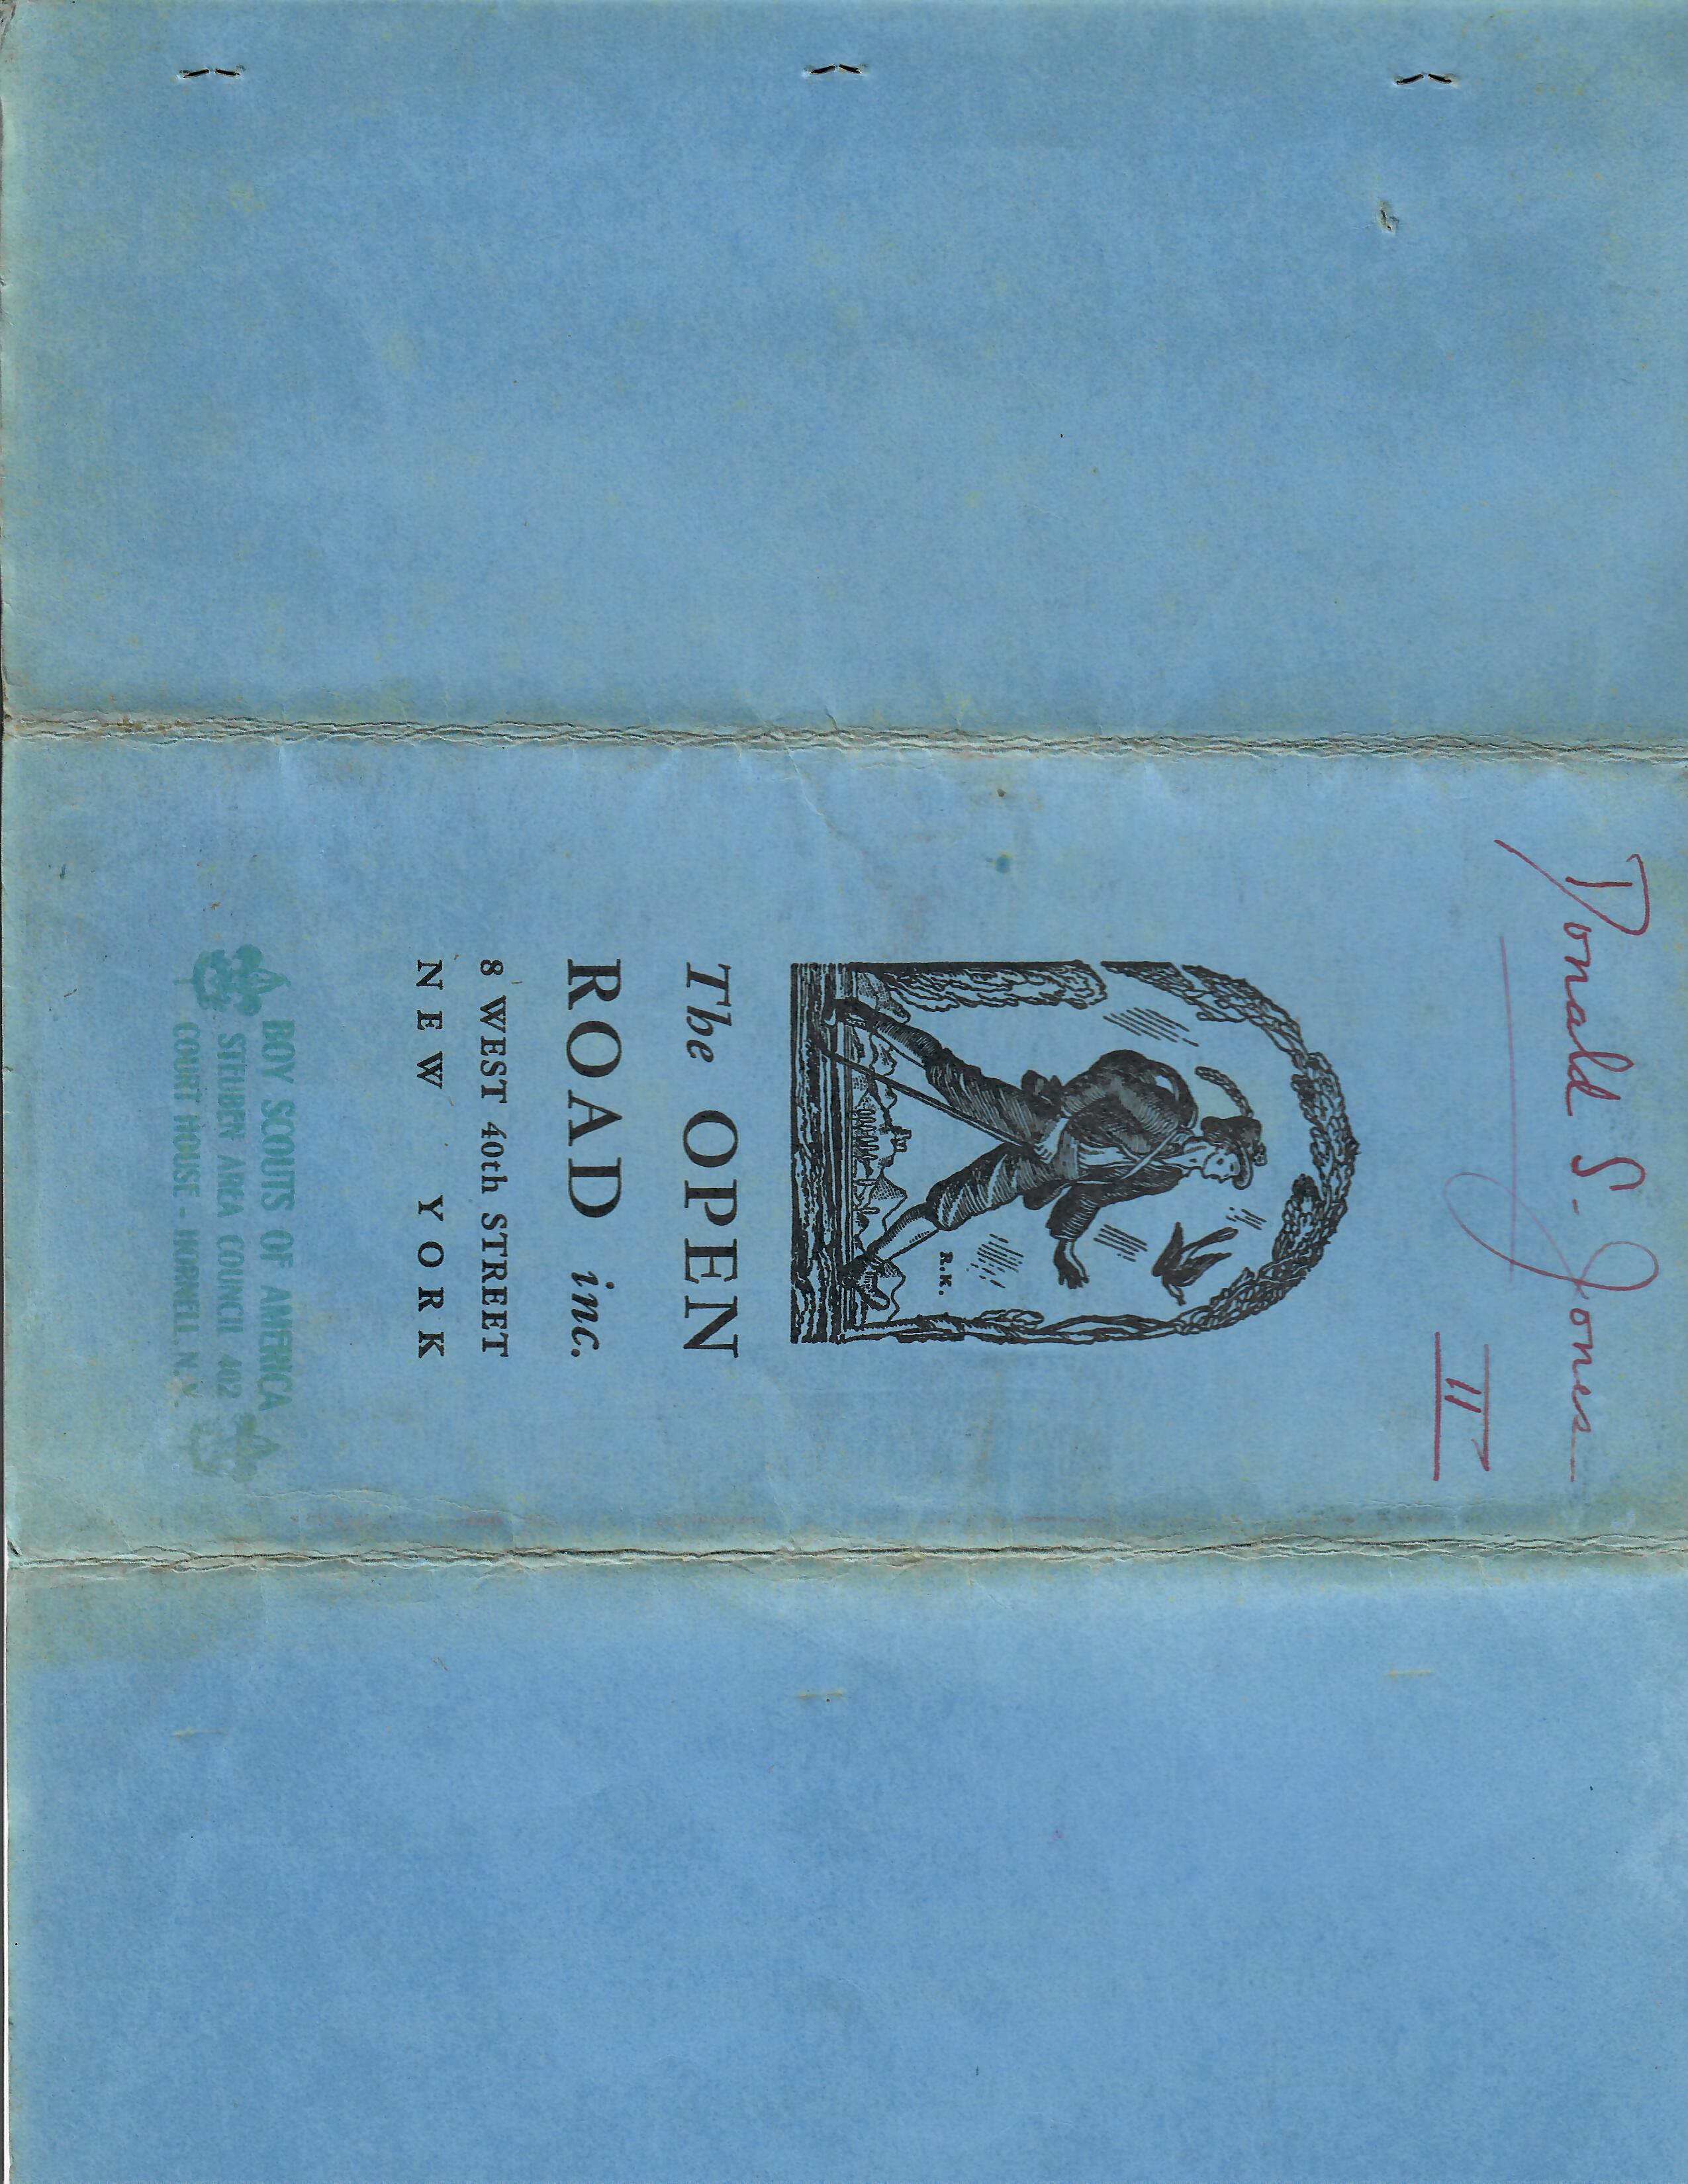 Donald S. Jones
II
R.K.
The OPEN
ROAD inc.
8 WEST 40th STREET
NEW YORK
BOY SCOUTS OF AMERICA
STEUBEN AREA COUNCIL 402
COURT HOUSE - HORNELL, N. Y.